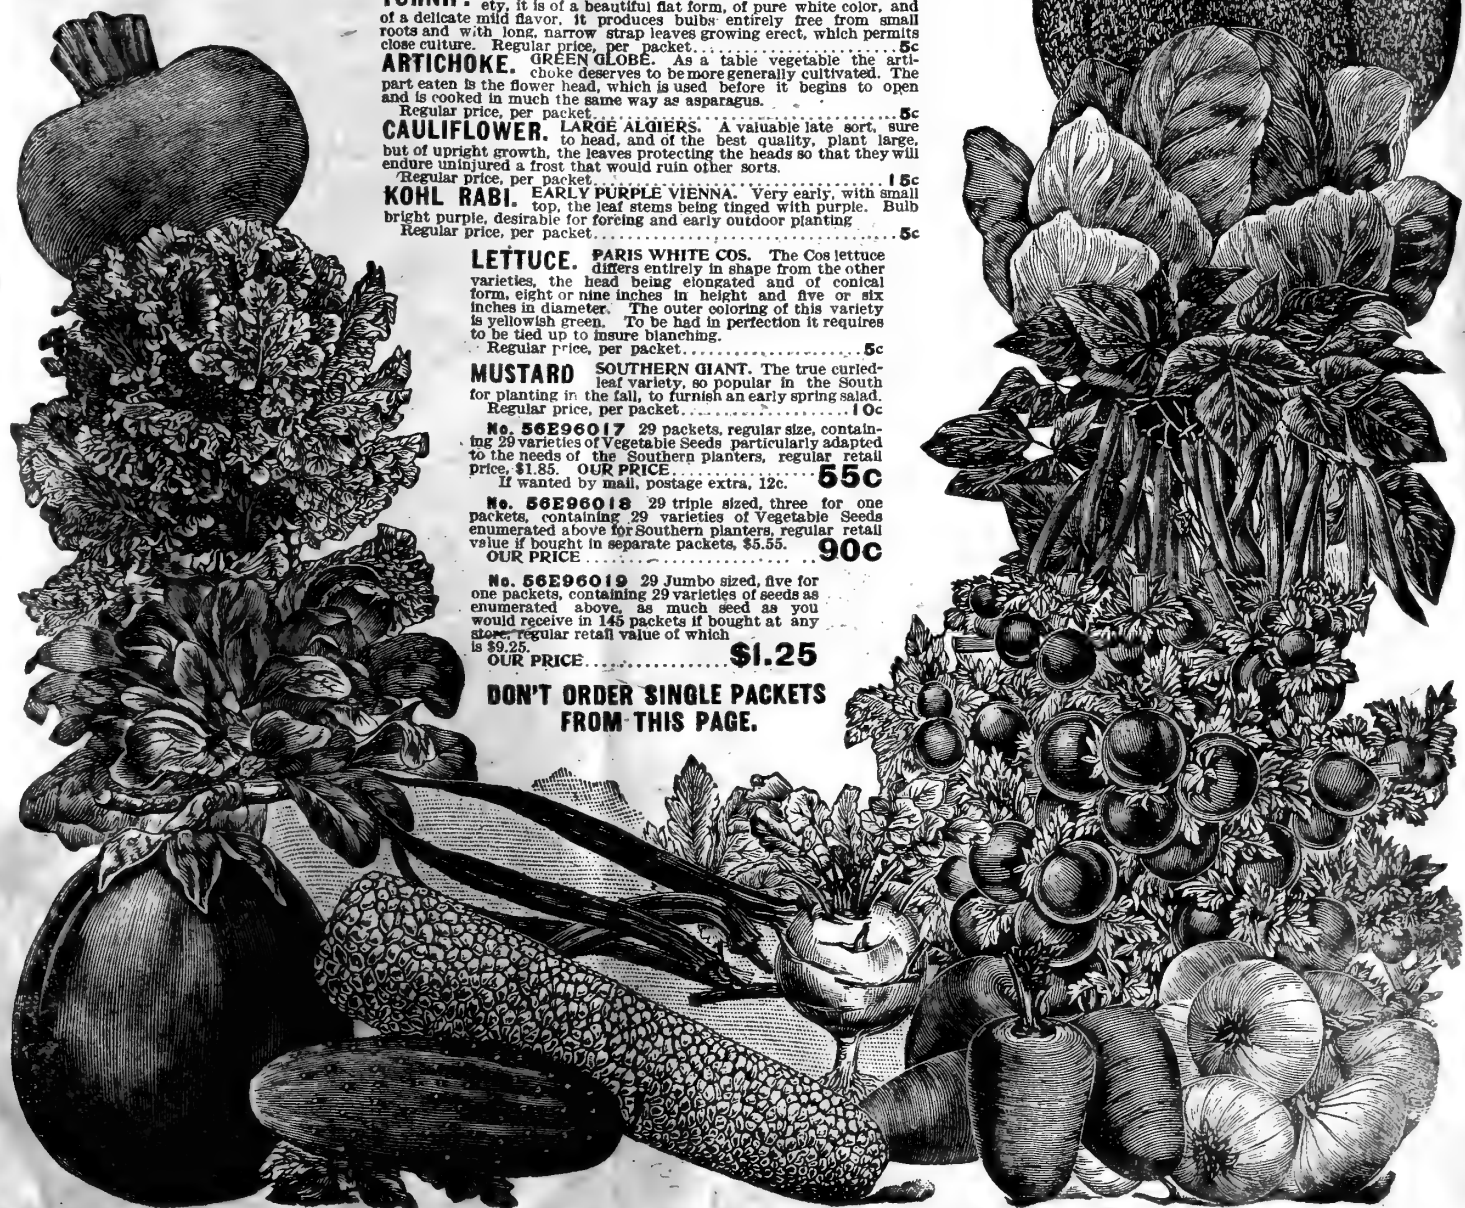 ety, it is of a beautiful flat form, of pure white color, and
of a delicate mild flavor. It produces bulbs entirely free from small
roots and with long, narrow strap leaves growing erect, which permits
close culture. Regular price, per packet..................5c
ARTICHOKE. GREEN GLOBE. As a table vegetable the arti-
choke deserves to be more generally cultivated. The
part eaten is the flower head, which is used before it begins to open
and is cooked in much the same way as asparagus.
Regular price, per packet..................5c
CAULIFLOWER. LARGE ALGIERS. A valuable late sort, sure
to head, and of the best quality, plant large,
but of upright growth, the leaves protecting the heads so that they will
endure uninjured a frost that would ruin other sorts.
Regular price, per packet..................15c
KOHL RABI. EARLY PURPLE VIENNA. Very early, with small
top, the leaf stems being tinged with purple. Bulb
bright purple, desirable for forcing and early outdoor planting
Regular price, per packet..................5c
LETTUCE. PARIS WHITE COS. The Cos lettuce
differs entirely in shape from the other
varieties, the head being elongated and of conical
form, eight or nine inches in height and five or six
inches in diameter. The outer coloring of this variety
is yellowish green. To be had in perfection it requires
to be tied up to insure blanching.
Regular price, per packet..................5c
MUSTARD SOUTHERN GIANT. The true curled-
leaf variety, so popular in the South
for planting in the fall, to furnish an early spring salad.
Regular price, per packet..................10c
No. 56E96017 29 packets, regular size, contain-
ing 29 varieties of Vegetable Seeds particularly adapted
to the needs of the Southern planters, regular retail
price, $1.85. OUR PRICE..................55c
If wanted by mail, postage extra, 12c.
No. 56E96018 29 triple sized, three for one
packets, containing 29 varieties of Vegetable Seeds
enumerated above for Southern planters, regular retail
value if bought in separate packets, $5.55.
OUR PRICE..................90c
No. 56E96019 29 Jumbo sized, five for
one packets, containing 29 varieties of seeds as
enumerated above, as much seed as you
would receive in 145 packets if bought at any
store, regular retail value of which
is $9.25.
OUR PRICE..................$1.25
DON'T ORDER SINGLE PACKETS
FROM THIS PAGE.